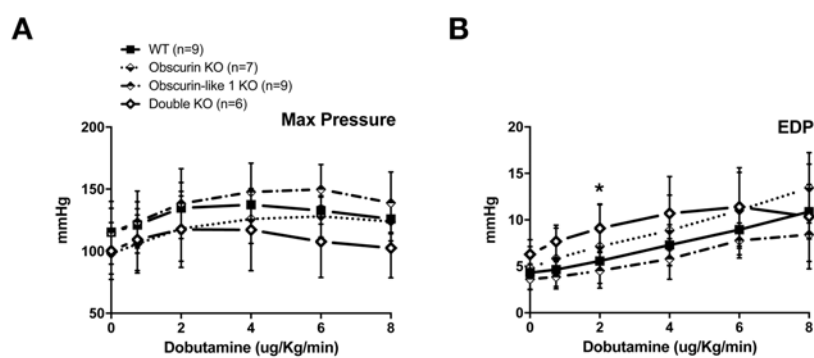 A
WT (n=9)
Obscurin KO (n=7)
Obscurin-like 1 KO (n=9)
Double KO (n=6)
Max Pressure
200
150
100
50
mmHg
0 2 4 6 8
Dobutamine (ug/Kg/min)
B
EDP
20
15
10
5
0
mmHg
*
0 2 4 6 8
Dobutamine (ug/Kg/min)